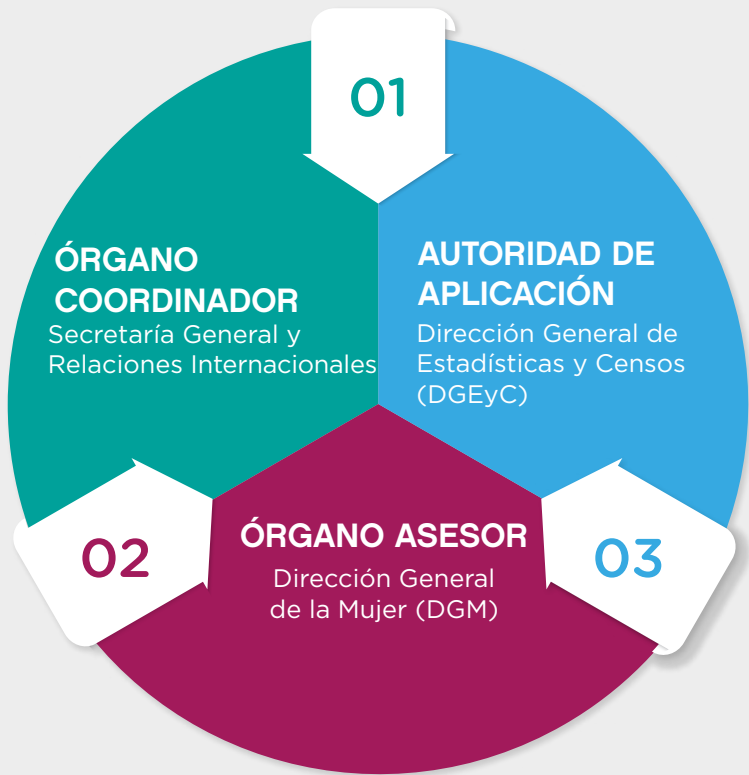 01
ÓRGANO
COORDINADOR
Secretaría General y
Relaciones Internacionales
AUTORIDAD DE
APLICACIÓN
Dirección General de
Estadísticas y Censos
(DGEyC)
02
ÓRGANO ASESOR
Dirección General
de la Mujer (DGM)
03